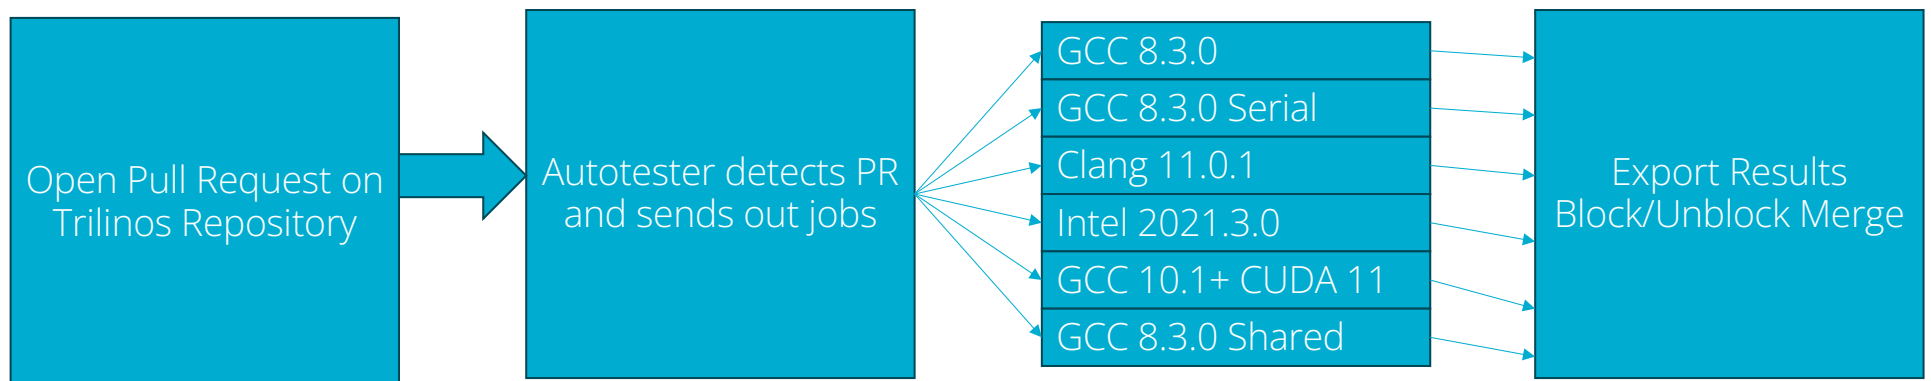 Open Pull Request on
Trilinos Repository
Autotester detects PR
and sends out jobs
GCC 8.3.0
GCC 8.3.0 Serial
Clang 11.0.1
Intel 2021.3.0
GCC 10.1+ CUDA 11
GCC 8.3.0 Shared
Export Results
Block/Unblock Merge